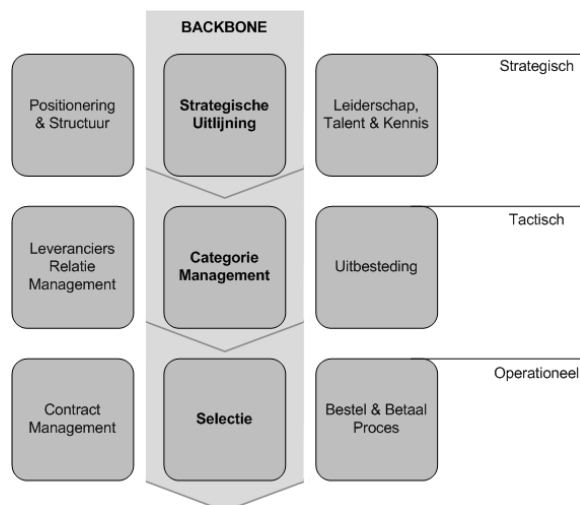 BACKBONE
Strategisch
Positionering
& Structuur
Strategische
Uitlijning
Leiderschap,
Talent & Kennis
Tactisch
Leveranciers
Relatie
Management
Categorie
Management
Uitbesteding
Operationeel
Contract
Management
Selectie
Bestel & Betaal
Proces